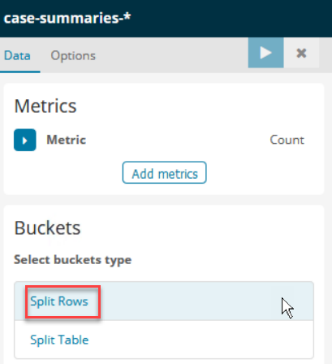 case-summaries-*
Data Options
Metrics
Metric Count
Add metrics
Buckets
Select buckets type
Split Rows
Split Table